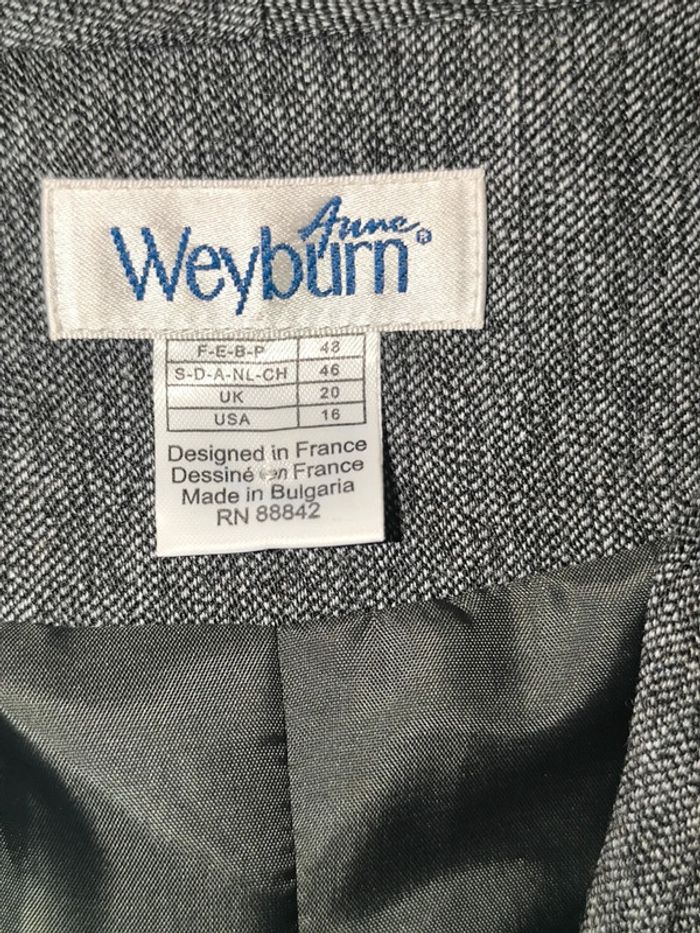 Anne
Weyburn®
F-E-B-P 48
S-D-A-NL-CH 46
UK 20
USA 16
Designed in France
Dessiné en France
Made in Bulgaria
RN 88842